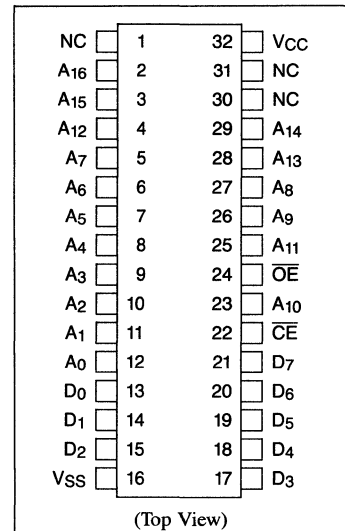 NC 1 32 VCC
A16 2 31 NC
A15 3 30 NC
A12 4 29 A14
A7 5 28 A13
A6 6 27 A8
A5 7 26 A9
A4 8 25 A11
A3 9 24 O̅E̅
A2 10 23 A10
A1 11 22 C̅E̅
A0 12 21 D7
D0 13 20 D6
D1 14 19 D5
D2 15 18 D4
VSS 16 17 D3
(Top View)